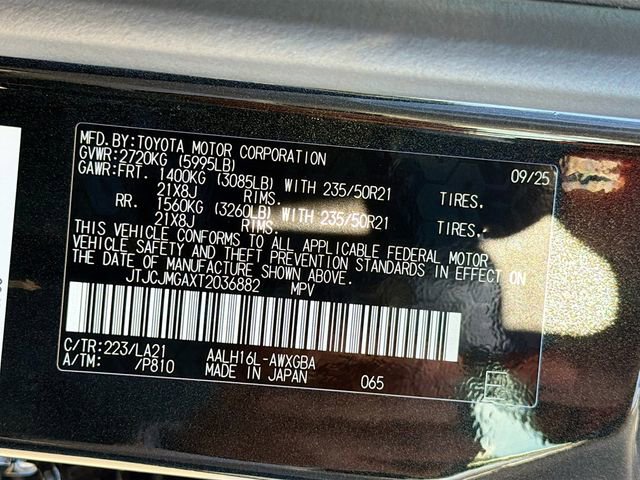 MFD.BY:TOYOTA MOTOR CORPORATION 09/25
GVWR:2720KG (5995LB)
GAWR:FRT. 1400KG (3085LB) WITH 235/50R21 TIRES.
21X8J RIMS.
RR. 1560KG (3260LB) WITH 235/50R21 TIRES.
21X8J RIMS.
THIS VEHICLE CONFORMS TO ALL APPLICABLE FEDERAL MOTOR
VEHICLE SAFETY AND THEFT PREVENTION STANDARDS IN EFFECT ON
THE DATE OF MANUFACTURE SHOWN ABOVE.
JTJCJMGAXT2036882 MPV
C/TR:223/LA21 AALH16L-AWXGBA
A/TM: /P810 MADE IN JAPAN 065